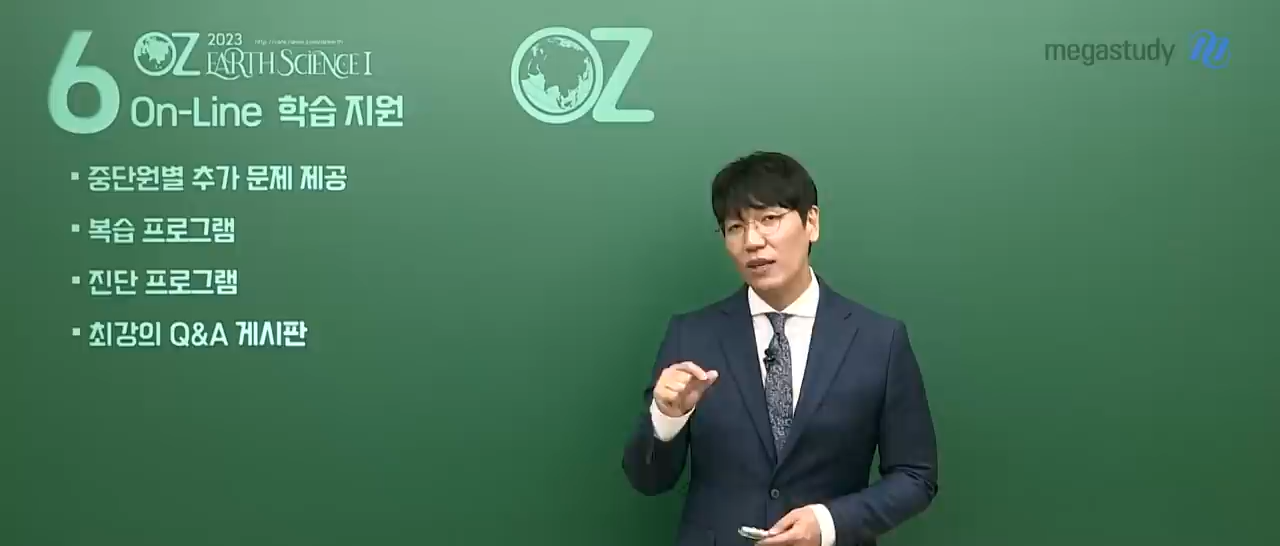 6
OZ 2023
EARTH SCIENCE I
On-Line 학습 지원
▪ 중단원별 추가 문제 제공
▪ 복습 프로그램
▪ 진단 프로그램
▪ 최강의 Q&A 게시판
OZ
megastudy